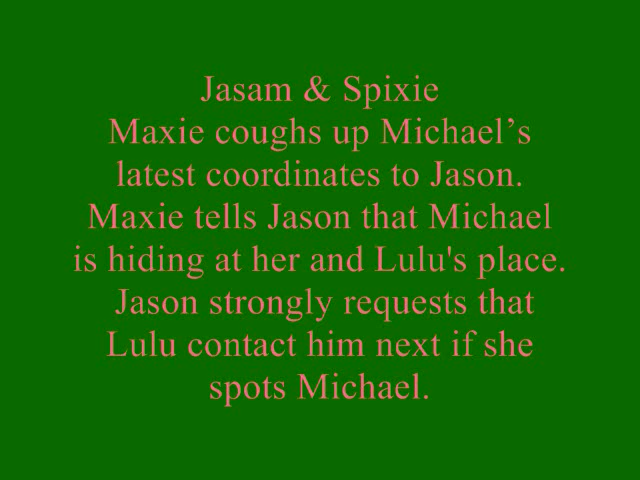 Jasam & Spixie
Maxie coughs up Michael’s
latest coordinates to Jason.
Maxie tells Jason that Michael
is hiding at her and Lulu's place.
Jason strongly requests that
Lulu contact him next if she
spots Michael.